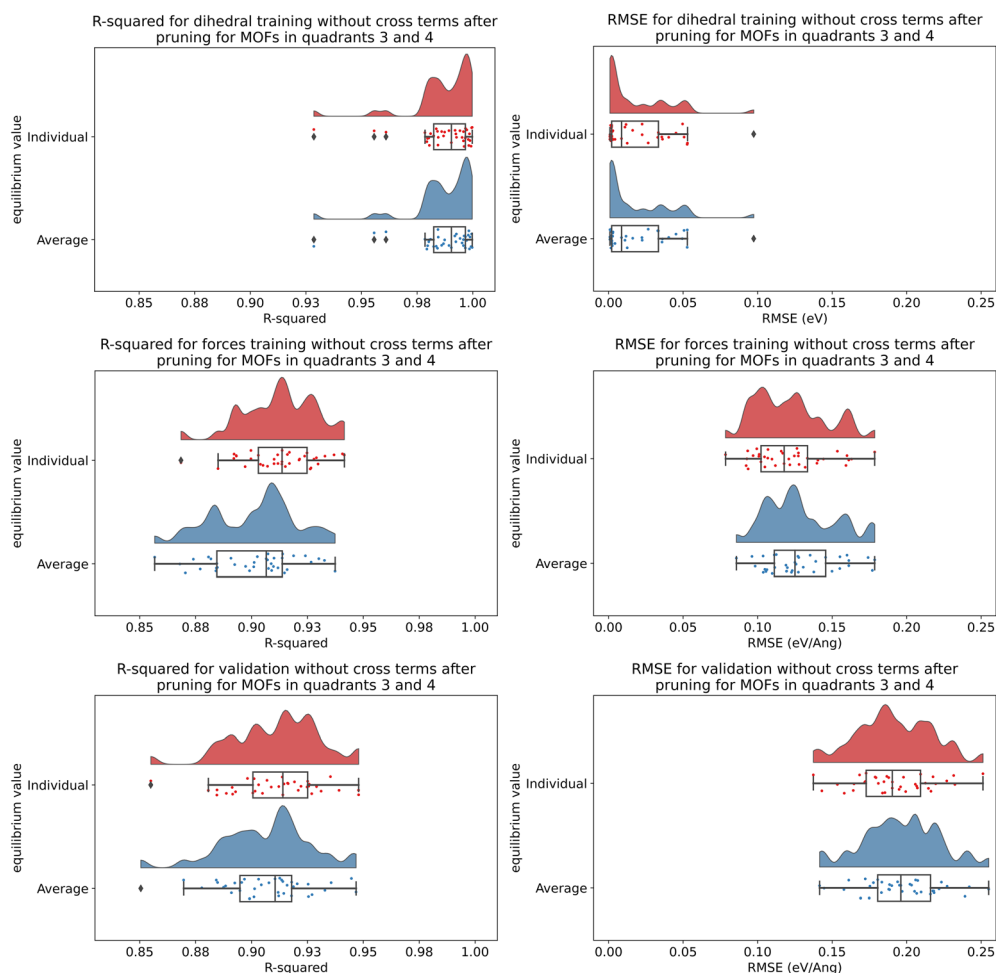 R-squared for dihedral training without cross terms after
pruning for MOFs in quadrants 3 and 4
equilibrium value
Individual
Average
0.85 0.88 0.90 0.93 0.95 0.98 1.00
R-squared
RMSE for dihedral training without cross terms after
pruning for MOFs in quadrants 3 and 4
equilibrium value
Individual
Average
0.00 0.05 0.10 0.15 0.20 0.25
RMSE (eV)
R-squared for forces training without cross terms after
pruning for MOFs in quadrants 3 and 4
equilibrium value
Individual
Average
0.85 0.88 0.90 0.93 0.95 0.98 1.00
R-squared
RMSE for forces training without cross terms after
pruning for MOFs in quadrants 3 and 4
equilibrium value
Individual
Average
0.00 0.05 0.10 0.15 0.20 0.25
RMSE (eV/Ang)
R-squared for validation without cross terms after
pruning for MOFs in quadrants 3 and 4
equilibrium value
Individual
Average
0.85 0.88 0.90 0.93 0.95 0.98 1.00
R-squared
RMSE for validation without cross terms after
pruning for MOFs in quadrants 3 and 4
equilibrium value
Individual
Average
0.00 0.05 0.10 0.15 0.20 0.25
RMSE (eV/Ang)